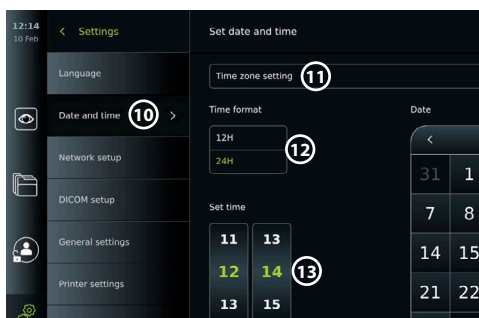 12:14
10 Feb
Settings
Language
Date and time 10
Network setup
DICOM setup
General settings
Printer settings
Set date and time
Time zone setting 11
Time format
12H
24H
12
Set time
11 13
12 14 13
13 15
Date
31 1
7 8
14 15
21 22